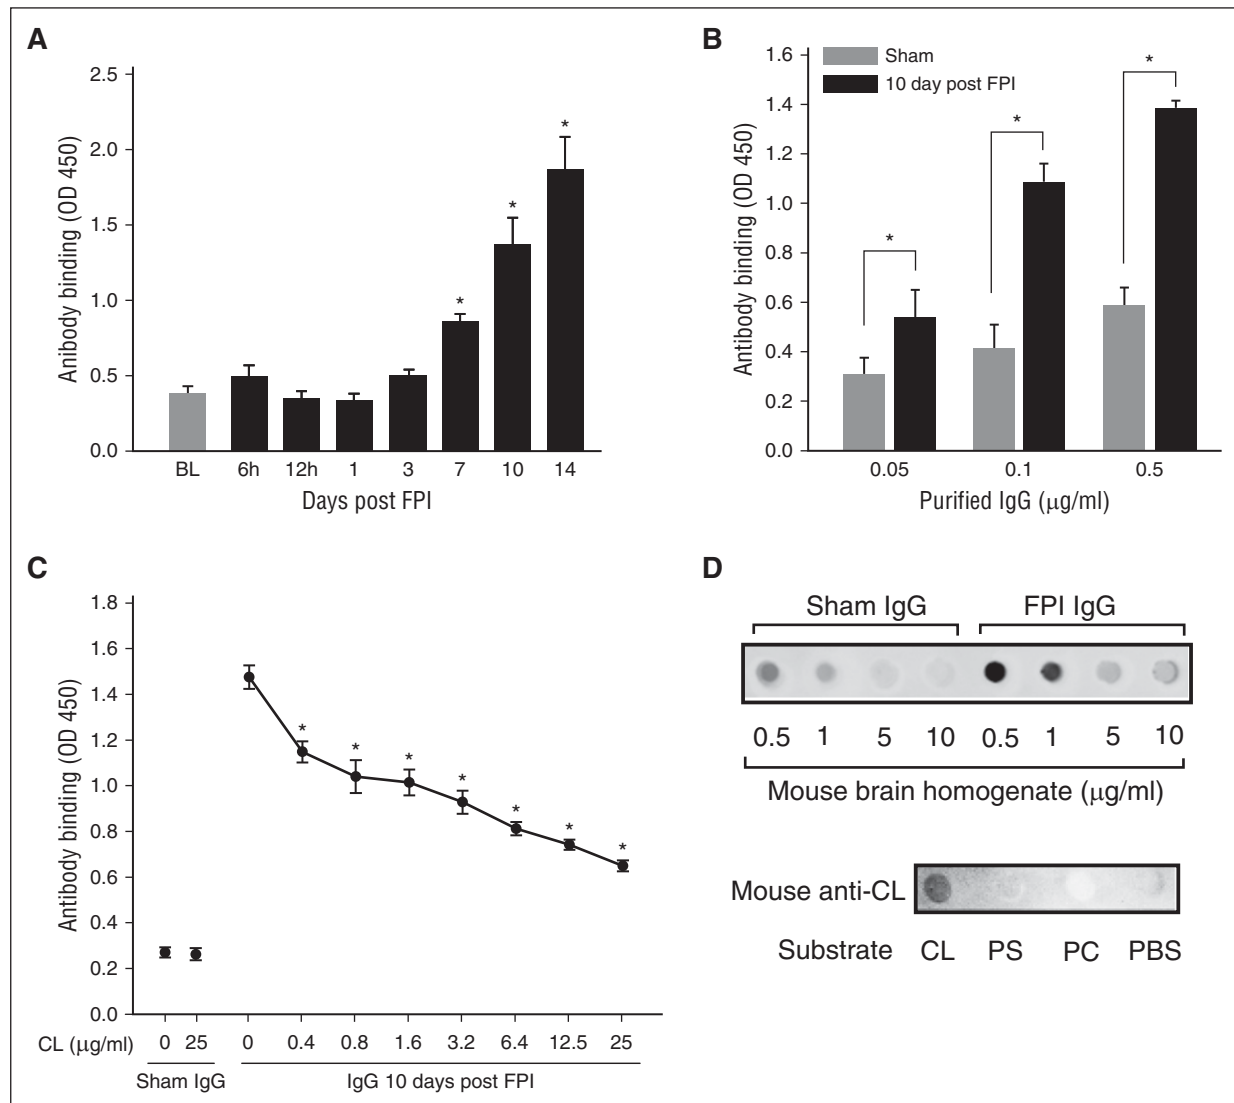 A
Anibody binding (OD 450)
2.5
2.0
1.5
1.0
0.5
0.0
* * *
BL 6h 12h 1 3 7 10 14
Days post FPI
B
Sham
10 day post FPI
Antibody binding (OD 450)
1.6
1.4
1.2
1.0
0.8
0.6
0.4
0.2
0.0
* * *
0.05 0.1 0.5
Purified IgG (μg/ml)
C
Antibody binding (OD 450)
1.8
1.6
1.4
1.2
1.0
0.8
0.6
0.4
0.2
0.0
* * * * * * *
CL (μg/ml) 0 25 0 0.4 0.8 1.6 3.2 6.4 12.5 25
Sham IgG IgG 10 days post FPI
D
Sham IgG FPI IgG
0.5 1 5 10 0.5 1 5 10
Mouse brain homogenate (μg/ml)
Mouse anti-CL
Substrate CL PS PC PBS